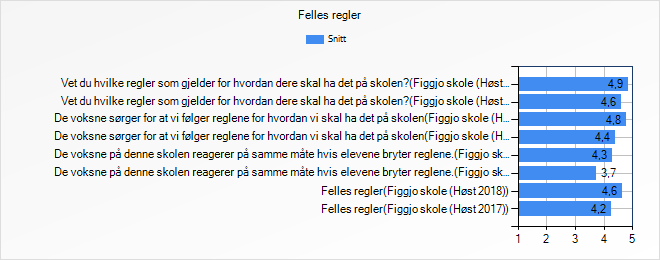 Felles regler
Snitt
Vet du hvilke regler som gjelder for hvordan dere skal ha det på skolen?(Figgjo skole (Høst... 4,9
Vet du hvilke regler som gjelder for hvordan dere skal ha det på skolen?(Figgjo skole (Høst... 4,6
De voksne sørger for at vi følger reglene for hvordan vi skal ha det på skolen(Figgjo skole (H... 4,8
De voksne sørger for at vi følger reglene for hvordan vi skal ha det på skolen(Figgjo skole (H... 4,4
De voksne på denne skolen reagerer på samme måte hvis elevene bryter reglene.(Figgjo sk... 4,3
De voksne på denne skolen reagerer på samme måte hvis elevene bryter reglene.(Figgjo sk... 3,7
Felles regler(Figgjo skole (Høst 2018)) 4,6
Felles regler(Figgjo skole (Høst 2017)) 4,2
1 2 3 4 5